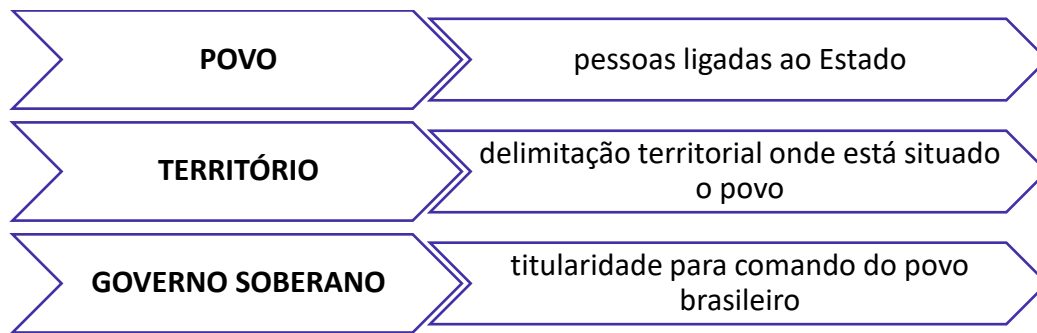 POVO
pessoas ligadas ao Estado
TERRITÓRIO
delimitação territorial onde está situado
o povo
GOVERNO SOBERANO
titularidade para comando do povo
brasileiro